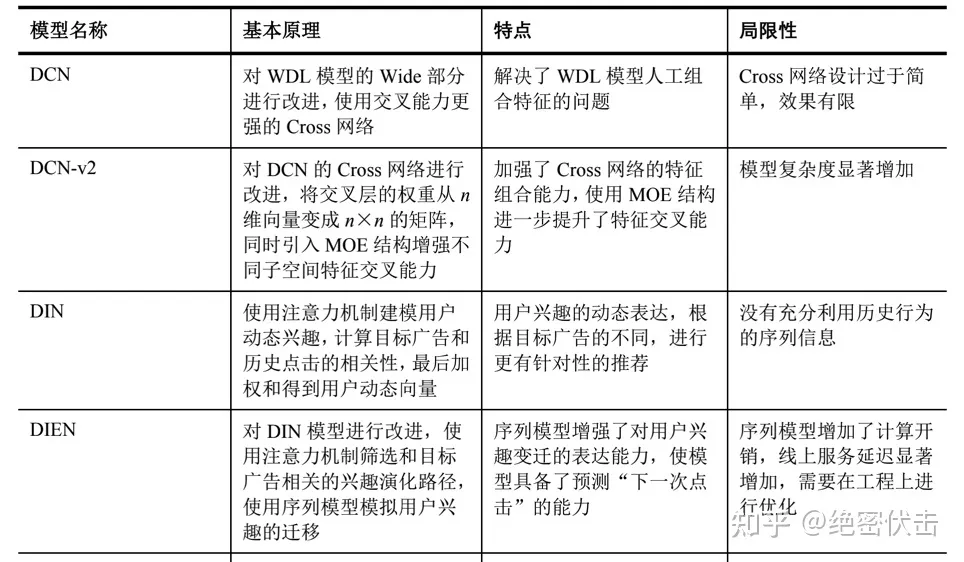 模型名称 基本原理 特点 局限性
DCN
对 WDL 模型的 Wide 部分
进行改进，使用交叉能力更
强的 Cross 网络
解决了 WDL 模型人工组
合特征的问题
Cross 网络设计过于简
单，效果有限
DCN-v2
对 DCN 的 Cross 网络进行
改进，将交叉层的权重从 n
维向量变成 n×n 的矩阵，
同时引入 MOE 结构增强不
同子空间特征交叉能力
加强了 Cross 网络的特征
组合能力，使用 MOE 结构
进一步提升了特征交叉能
力
模型复杂度显著增加
DIN
使用注意力机制建模用户
动态兴趣，计算目标广告和
历史点击的相关性，最后加
权和得到用户动态向量
用户兴趣的动态表达，根
据目标广告的不同，进行
更有针对性的推荐
没有充分利用历史行为
的序列信息
DIEN
对 DIN 模型进行改进，使
用注意力机制筛选和目标
广告相关的兴趣演化路径，
使用序列模型模拟用户兴
趣的迁移
序列模型增强了对用户兴
趣变迁的表达能力，使模
型具备了预测“下一次点
击”的能力
序列模型增加了计算开
销，线上服务延迟显著
增加，需要在工程上进
行优化
知乎 @绝密伏击